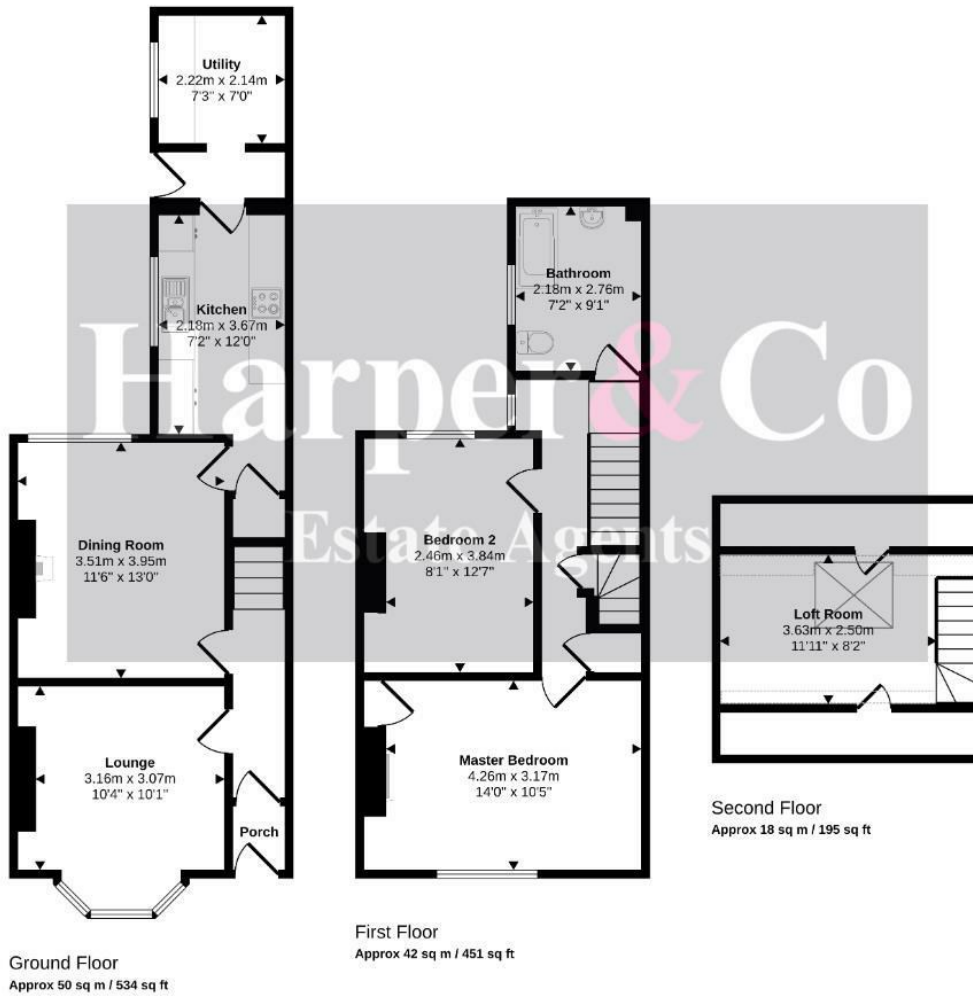 Utility
2.22m x 2.14m
7'3" x 7'0"
Kitchen
2.18m x 3.67m
7'2" x 12'0"
Dining Room
3.51m x 3.95m
11'6" x 13'0"
Lounge
3.16m x 3.07m
10'4" x 10'1"
Porch
Ground Floor
Approx 50 sq m / 534 sq ft
Bathroom
2.18m x 2.76m
7'2" x 9'1"
Bedroom 2
2.46m x 3.84m
8'1" x 12'7"
Master Bedroom
4.26m x 3.17m
14'0" x 10'5"
First Floor
Approx 42 sq m / 451 sq ft
Loft Room
3.63m x 2.50m
11'11" x 8'2"
Second Floor
Approx 18 sq m / 195 sq ft
Harper&Co
Estate Agents